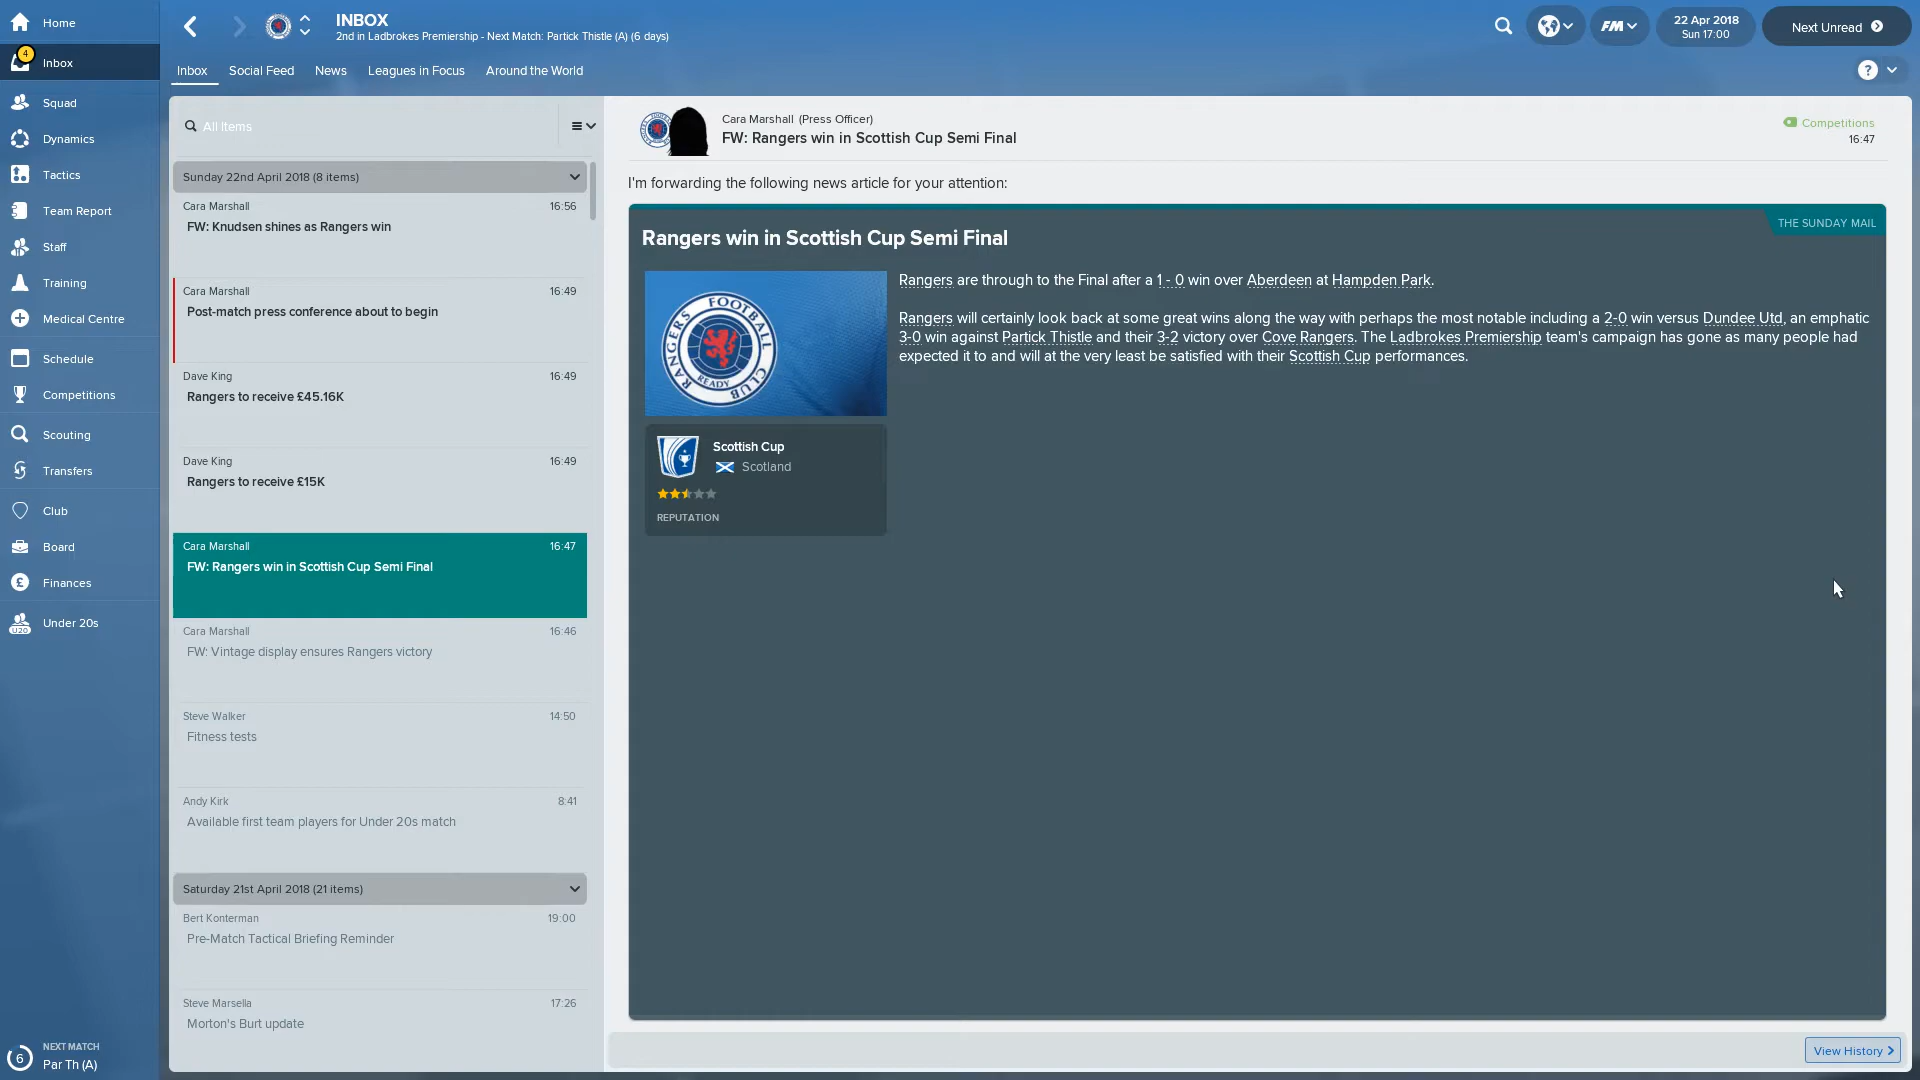 Home
4
Inbox
Squad
Dynamics
Tactics
Team Report
Staff
Training
Medical Centre
Schedule
Competitions
Scouting
Transfers
Club
Board
Finances
U20
Under 20s
6
NEXT MATCH
Par Th (A)
INBOX
2nd in Ladbrokes Premiership - Next Match: Partick Thistle (A) (6 days)
FM
22 Apr 2018
Sun 17:00
Next Unread
Inbox Social Feed News Leagues in Focus Around the World
?
All Items
Sunday 22nd April 2018 (8 items)
Cara Marshall 16:56
FW: Knudsen shines as Rangers win
Cara Marshall 16:49
Post-match press conference about to begin
Dave King 16:49
Rangers to receive £45.16K
Dave King 16:49
Rangers to receive £15K
Cara Marshall 16:47
FW: Rangers win in Scottish Cup Semi Final
Cara Marshall 16:46
FW: Vintage display ensures Rangers victory
Steve Walker 14:50
Fitness tests
Andy Kirk 8:41
Available first team players for Under 20s match
Saturday 21st April 2018 (21 items)
Bert Konterman 19:00
Pre-Match Tactical Briefing Reminder
Steve Marsella 17:26
Morton's Burt update
Cara Marshall (Press Officer)
FW: Rangers win in Scottish Cup Semi Final
Competitions
16:47
I'm forwarding the following news article for your attention:
THE SUNDAY MAIL
Rangers win in Scottish Cup Semi Final
RANGERS FOOTBALL CLUB
READY
Rangers are through to the Final after a 1 - 0 win over Aberdeen at Hampden Park.
Rangers will certainly look back at some great wins along the way with perhaps the most notable including a 2-0 win versus Dundee Utd, an emphatic
3-0 win against Partick Thistle and their 3-2 victory over Cove Rangers. The Ladbrokes Premiership team's campaign has gone as many people had
expected it to and will at the very least be satisfied with their Scottish Cup performances.
Scottish Cup
Scotland
REPUTATION
View History